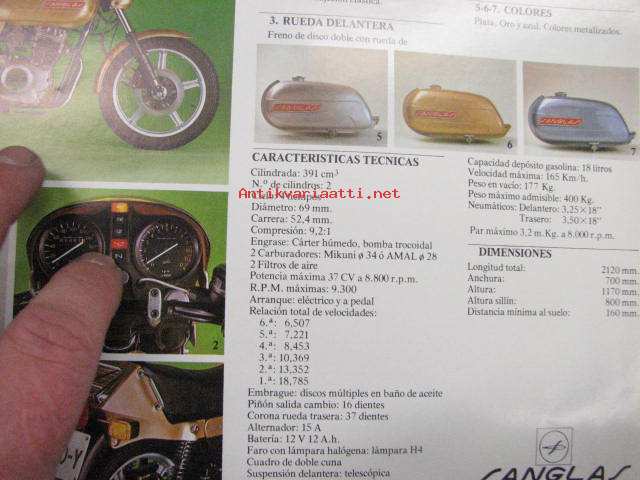 3. RUEDA DELANTERA
Freno de disco doble con rueda de
5-6-7. COLORES
Plata, Oro y azul. Colores metalizados.
SANGLAS
SANGLAS
SANGLAS
5
6
7
CARACTERISTICAS TECNICAS
Cilindrada: 391 cm³
N.º de cilindros: 2
Antikvariaatti.net
Diámetro: 69 mm.
Carrera: 52,4 mm.
Compresión: 9,2:1
Engrase: Cárter húmedo, bomba trocoidal
2 Carburadores: Mikuni ø 34 ó AMAL ø 28
2 Filtros de aire
Potencia máxima 37 CV a 8.800 r.p.m.
R.P.M. máximas: 9.300
Arranque: eléctrico y a pedal
Relación total de velocidades
6.ª: 6,507
5.ª: 7,221
4.ª: 8,453
3.ª: 10,369
2.ª: 13,352
1.ª: 18,785
Embrague: discos múltiples en baño de aceite
Piñón salida cambio: 16 dientes
Corona rueda trasera: 37 dientes
Alternador: 15 A
Batería: 12 V 12 A.h.
Faro con lámpara halógena: lámpara H4
Cuadro de doble cuna
Suspensión delantera: telescópica
Capacidad depósito gasolina: 18 litros
Velocidad máxima: 165 Km/h.
Peso en vacío: 177 Kg.
Peso máximo admisible: 400 Kg.
Neumáticos: Delantero: 3,25×18"
Trasero: 3,50×18"
Par máximo: 3,2 m.Kg. a 8.000 r.p.m.
DIMENSIONES
Longitud total: 2120 mm.
Anchura: 700 mm.
Altura: 1170 mm.
Altura sillín: 800 mm.
Distancia mínima al suelo: 160 mm.
2
SANGLAS